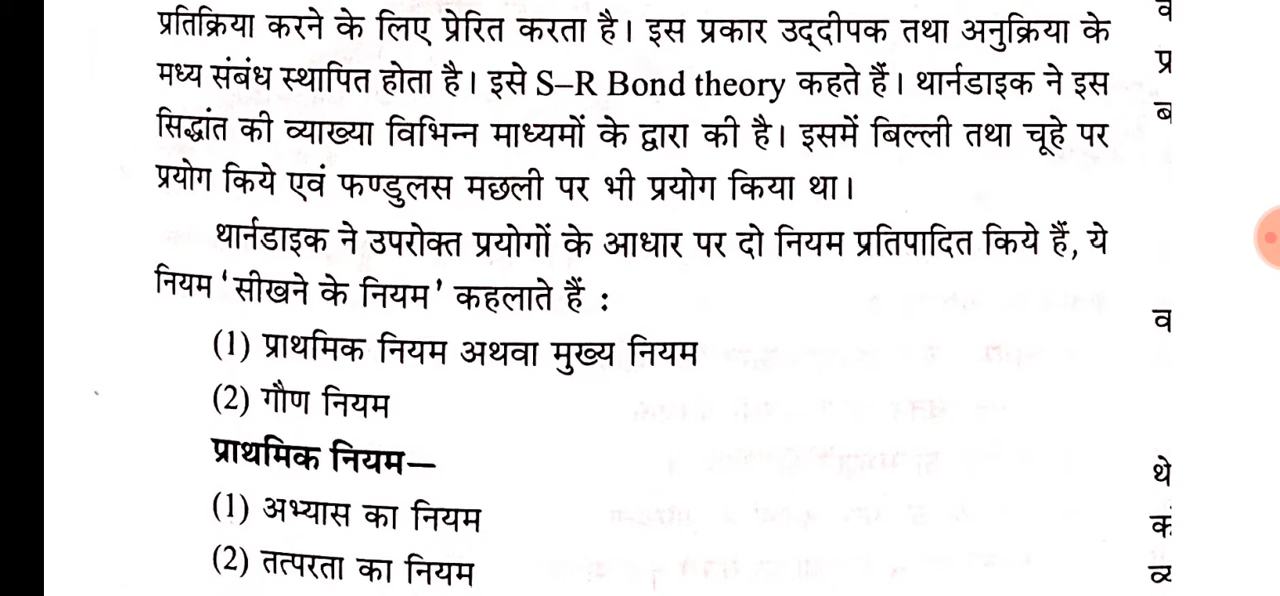 प्रतिक्रिया करने के लिए प्रेरित करता है। इस प्रकार उद्‌दीपक तथा अनुक्रिया के
मध्य संबंध स्थापित होता है। इसे S–R Bond theory कहते हैं। थार्नडाइक ने इस
सिद्धांत की व्याख्या विभिन्न माध्यमों के द्वारा की है। इसमें बिल्ली तथा चूहे पर
प्रयोग किये एवं फण्डुलस मछली पर भी प्रयोग किया था।
थार्नडाइक ने उपरोक्त प्रयोगों के आधार पर दो नियम प्रतिपादित किये हैं, ये
नियम ‘सीखने के नियम’ कहलाते हैं :
(1) प्राथमिक नियम अथवा मुख्य नियम
(2) गौण नियम
प्राथमिक नियम—
(1) अभ्यास का नियम
(2) तत्परता का नियम